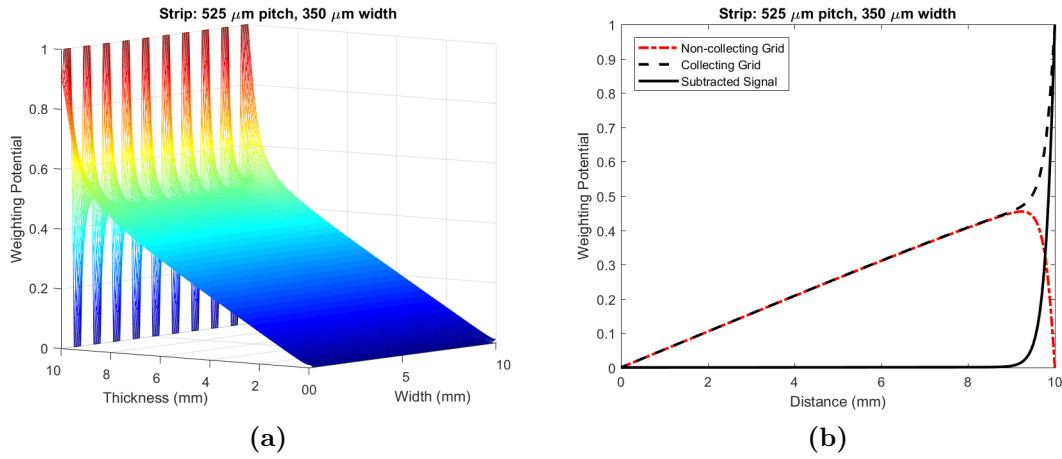 Strip: 525 μm pitch, 350 μm width
1
0.8
0.6
0.4
0.2
0
Weighting Potential
10
8
6
4
2
00
5
10
Thickness (mm)
Width (mm)
(a)
Strip: 525 μm pitch, 350 μm width
Non-collecting Grid
Collecting Grid
Subtracted Signal
1
0.9
0.8
0.7
0.6
0.5
0.4
0.3
0.2
0.1
0
Weighting Potential
0
2
4
6
8
10
Distance (mm)
(b)